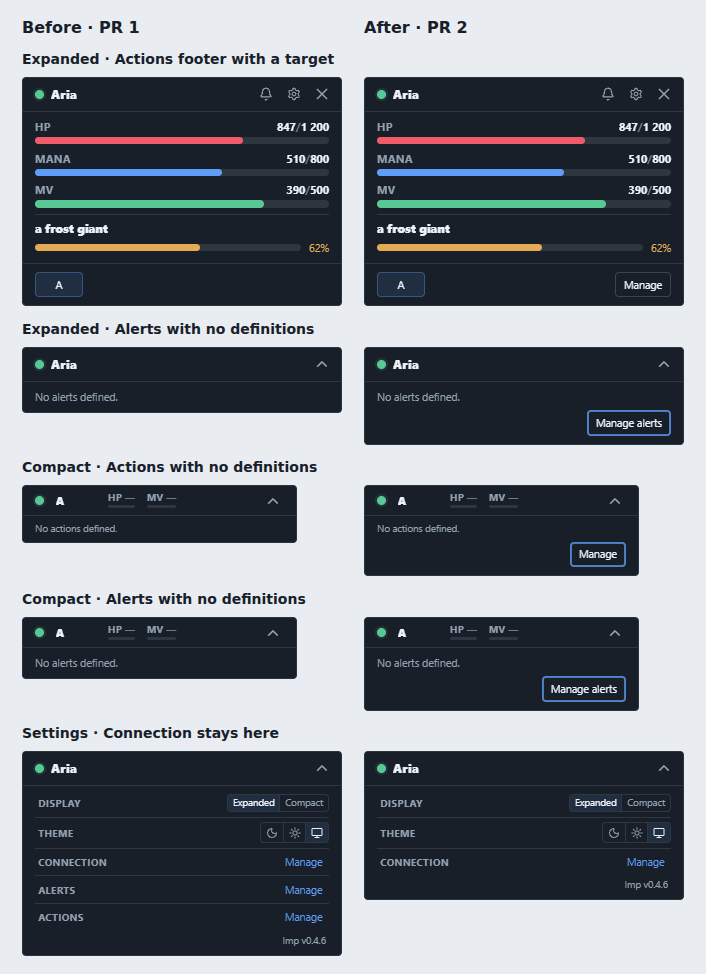 Before · PR 1
After · PR 2
Expanded · Actions footer with a target
Aria
HP 847/1 200
MANA 510/800
MV 390/500
a frost giant
62%
A
Aria
HP 847/1 200
MANA 510/800
MV 390/500
a frost giant
62%
A Manage
Expanded · Alerts with no definitions
Aria
No alerts defined.
Aria
No alerts defined.
Manage alerts
Compact · Actions with no definitions
A HP — MV —
No actions defined.
A HP — MV —
No actions defined.
Manage
Compact · Alerts with no definitions
A HP — MV —
No alerts defined.
A HP — MV —
No alerts defined.
Manage alerts
Settings · Connection stays here
Aria
DISPLAY Expanded Compact
THEME
CONNECTION Manage
ALERTS Manage
ACTIONS Manage
Imp v0.4.6
Aria
DISPLAY Expanded Compact
THEME
CONNECTION Manage
Imp v0.4.6